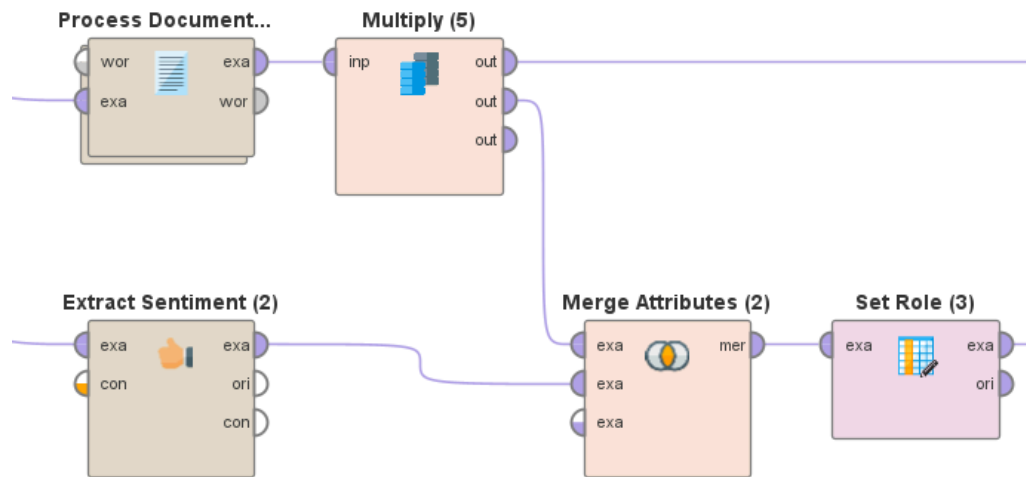 Process Document...
wor
exa
exa
wor
Multiply (5)
inp
out
out
out
Extract Sentiment (2)
exa
con
exa
ori
con
Merge Attributes (2)
exa
exa
exa
mer
Set Role (3)
exa
exa
ori